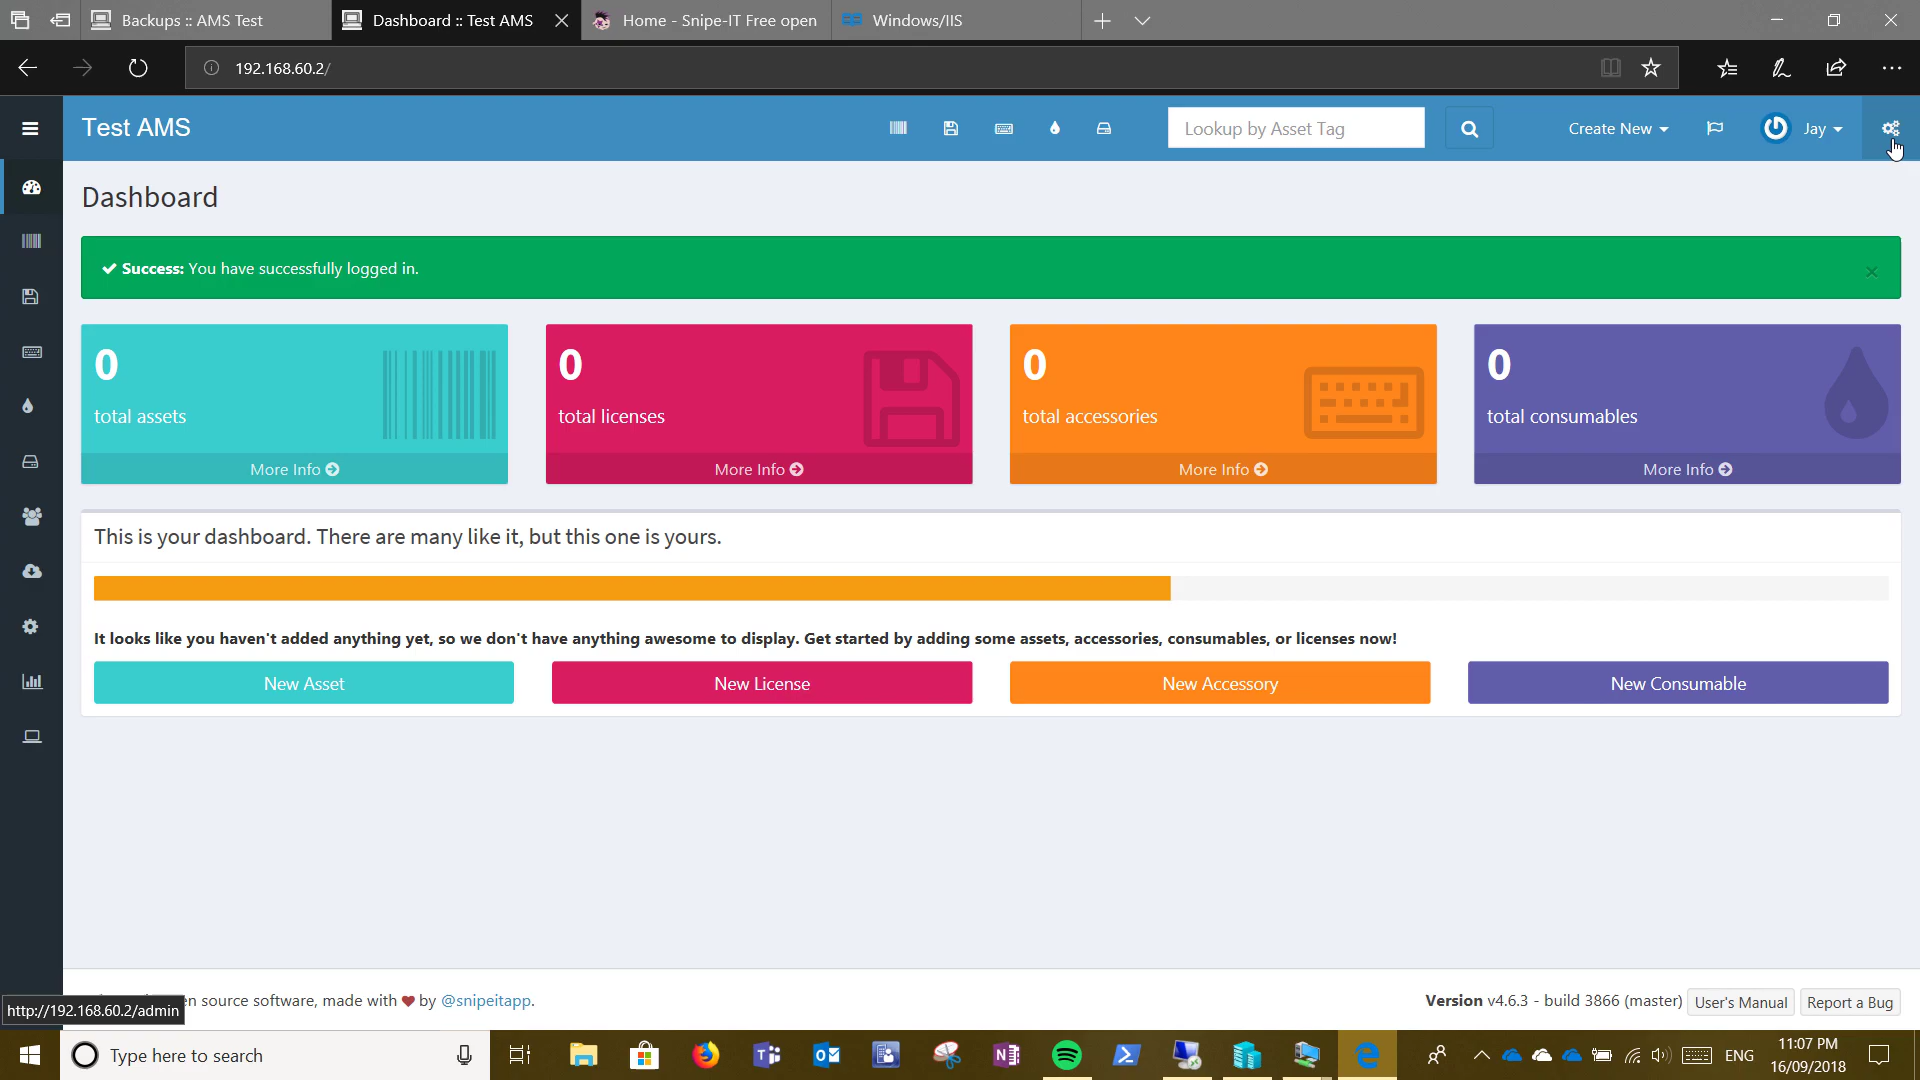 Backups :: AMS Test
Dashboard :: Test AMS
Home - Snipe-IT Free open
Windows/IIS
192.168.60.2/
Test AMS
Lookup by Asset Tag
Create New
Jay
Dashboard
Success: You have successfully logged in.
×
0
total assets
More Info
0
total licenses
More Info
0
total accessories
More Info
0
total consumables
More Info
This is your dashboard. There are many like it, but this one is yours.
It looks like you haven't added anything yet, so we don't have anything awesome to display. Get started by adding some assets, accessories, consumables, or licenses now!
New Asset
New License
New Accessory
New Consumable
en source software, made with ❤ by @snipeitapp.
Version v4.6.3 - build 3866 (master)
User's Manual
Report a Bug
http://192.168.60.2/admin
Type here to search
ENG
11:07 PM
16/09/2018